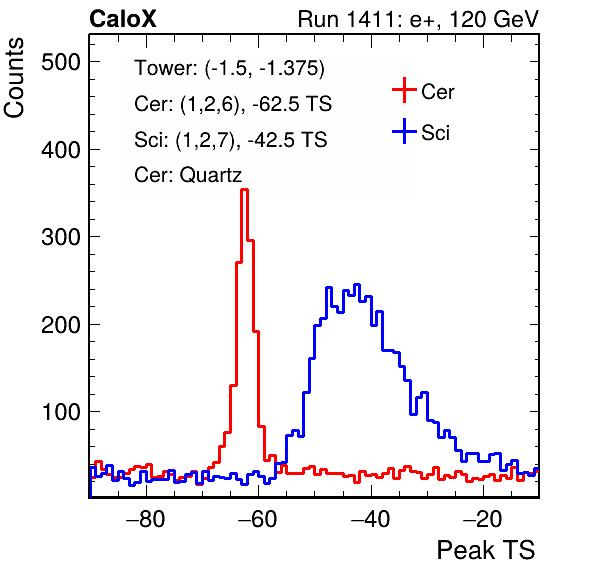 CaloX Run 1411: e+, 120 GeV
Counts
500
400
300
200
100
Tower: (-1.5, -1.375)
Cer: (1,2,6), -62.5 TS
Sci: (1,2,7), -42.5 TS
Cer: Quartz
Cer
Sci
−80 −60 −40 −20
Peak TS